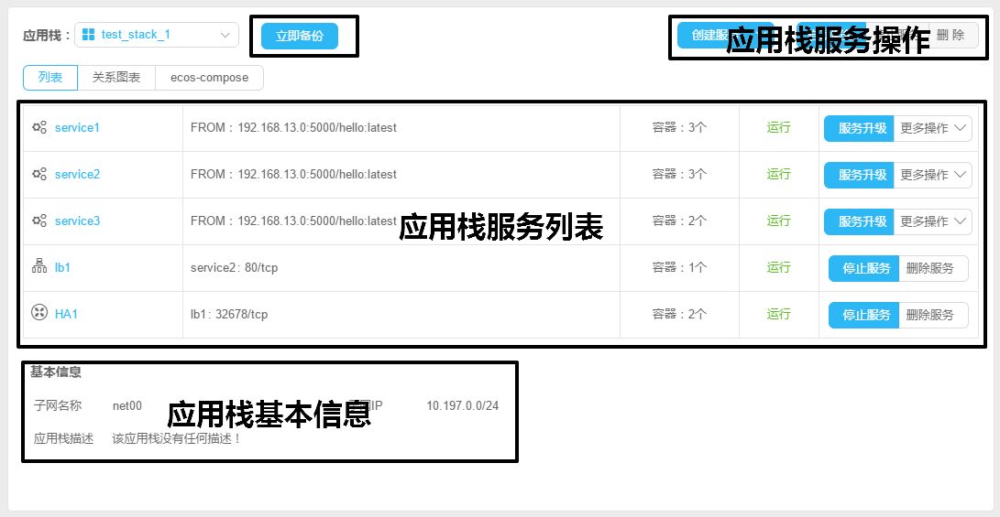 应用栈： test_stack_1 立即备份 创建服 删 除
应用栈服务操作
列表 关系图表 ecos-compose
service1 FROM：192.168.13.0:5000/hello:latest 容器：3个 运行 服务升级 更多操作
service2 FROM：192.168.13.0:5000/hello:latest 容器：3个 运行 服务升级 更多操作
service3 FROM：192.168.13.0:5000/hello:latest 容器：2个 运行 服务升级 更多操作
应用栈服务列表
lb1 service2: 80/tcp 容器：1个 运行 停止服务 删除服务
HA1 lb1: 32678/tcp 容器：2个 运行 停止服务 删除服务
基本信息
子网名称 net00 IP 10.197.0.0/24
应用栈基本信息
应用栈描述 该应用栈没有任何描述！